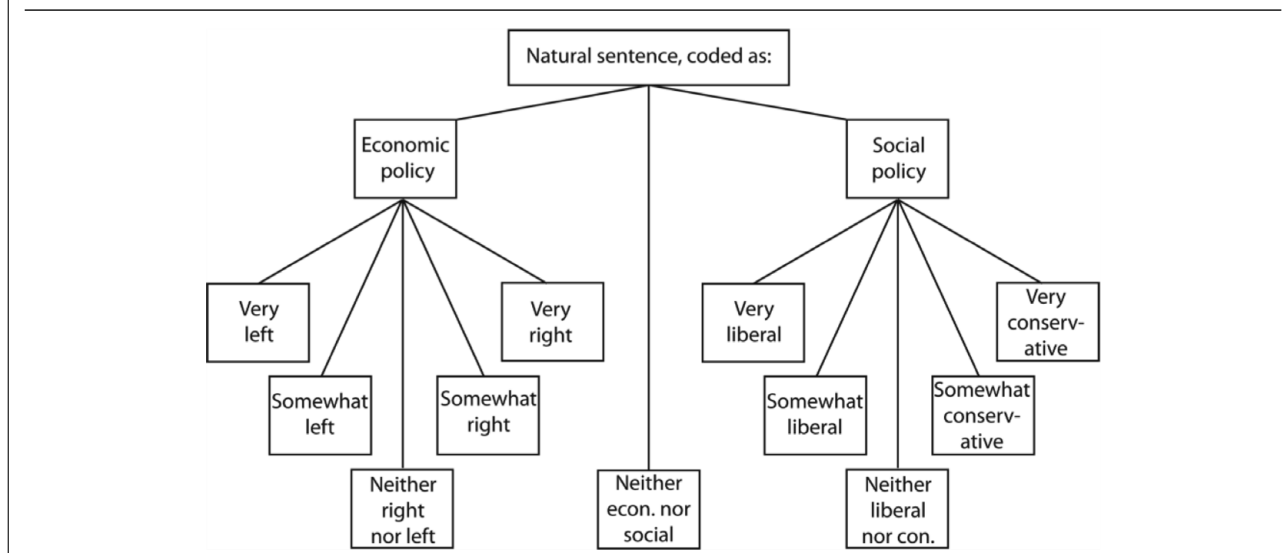 Natural sentence, coded as:
Economic
policy
Social
policy
Very
left
Somewhat
left
Neither
right
nor left
Somewhat
right
Very
right
Neither
econ. nor
social
Very
liberal
Somewhat
liberal
Neither
liberal
nor con.
Somewhat
conserv-
ative
Very
conserv-
ative